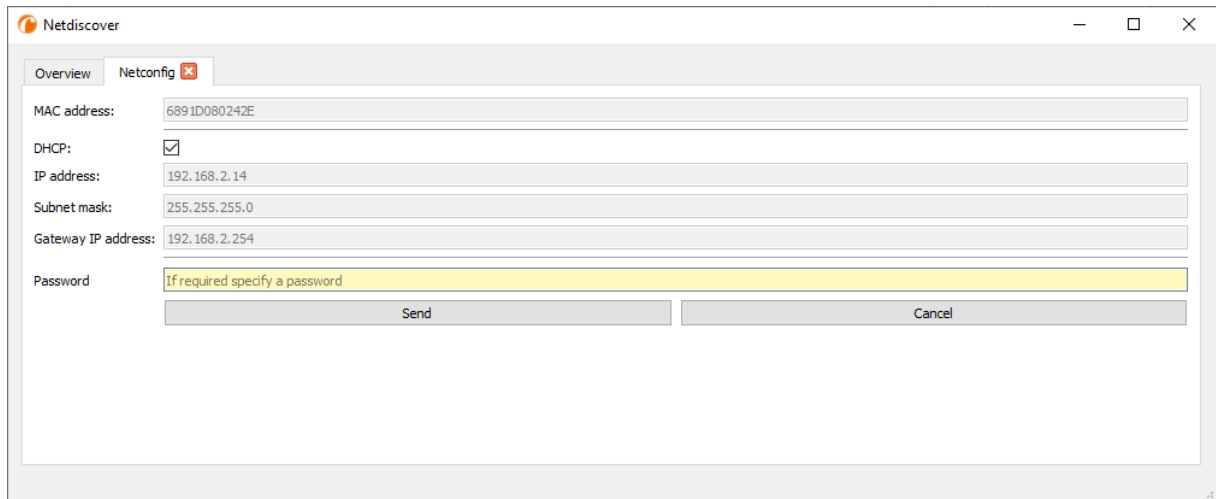 Netdiscover
Overview Netconfig
MAC address: 6891D080242E
DHCP:
IP address: 192.168.2.14
Subnet mask: 255.255.255.0
Gateway IP address: 192.168.2.254
Password If required specify a password
Send Cancel